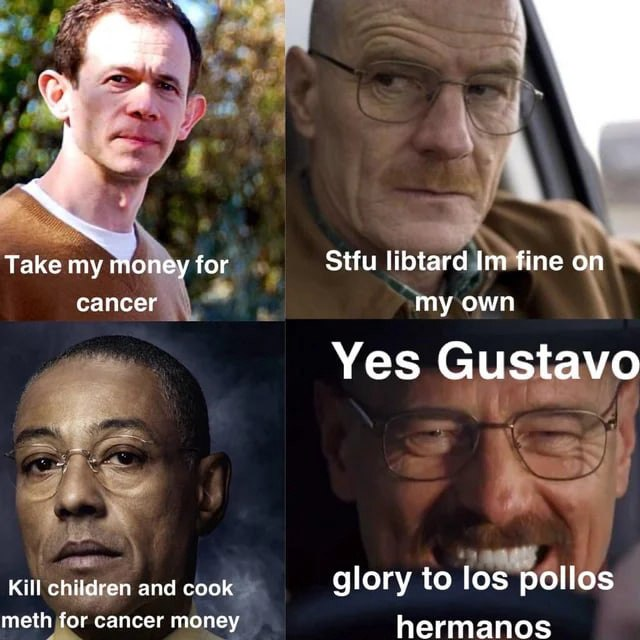 Take my money for
cancer
Stfu libtard Im fine on
my own
Kill children and cook
meth for cancer money
Yes Gustavo
glory to los pollos
hermanos